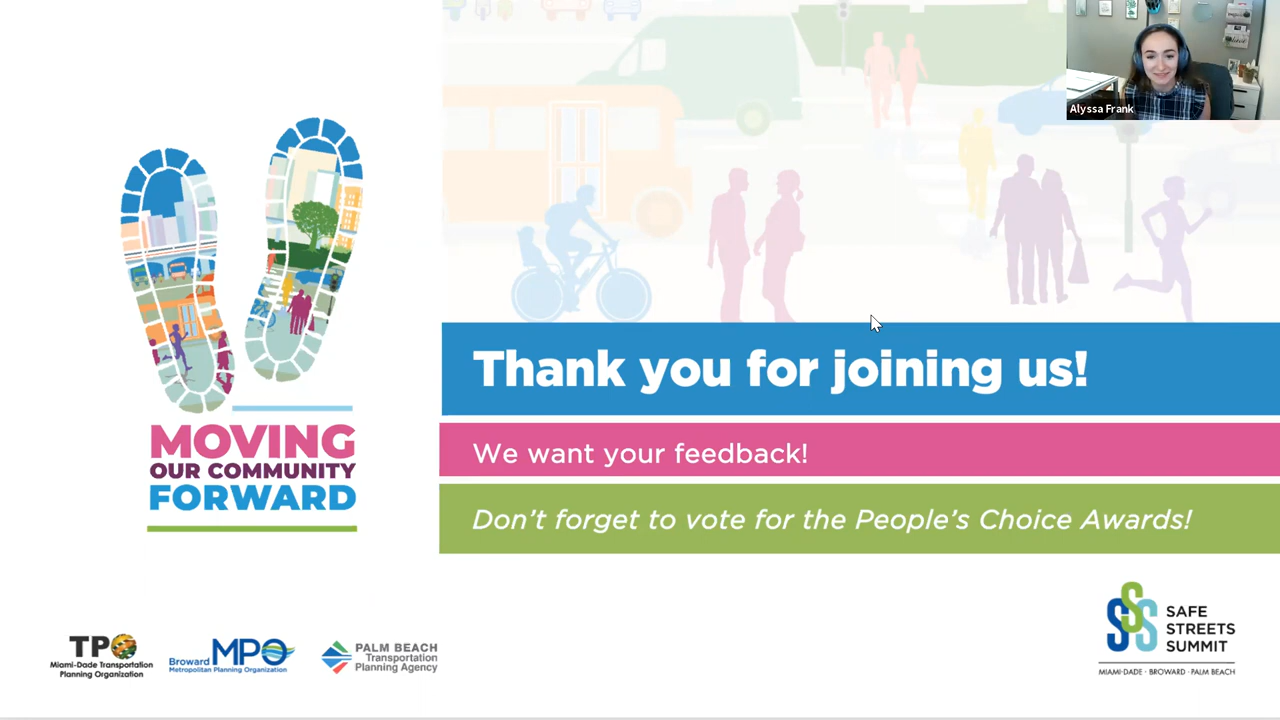 Alyssa Frank
Thank you for joining us!
We want your feedback!
Don't forget to vote for the People's Choice Awards!
MOVING
OUR COMMUNITY
FORWARD
TPO
Miami-Dade Transportation
Planning Organization
Broward MPO
Metropolitan Planning Organization
PALM BEACH
Transportation
Planning Agency
SSS
SAFE
STREETS
SUMMIT
MIAMI-DADE · BROWARD · PALM BEACH